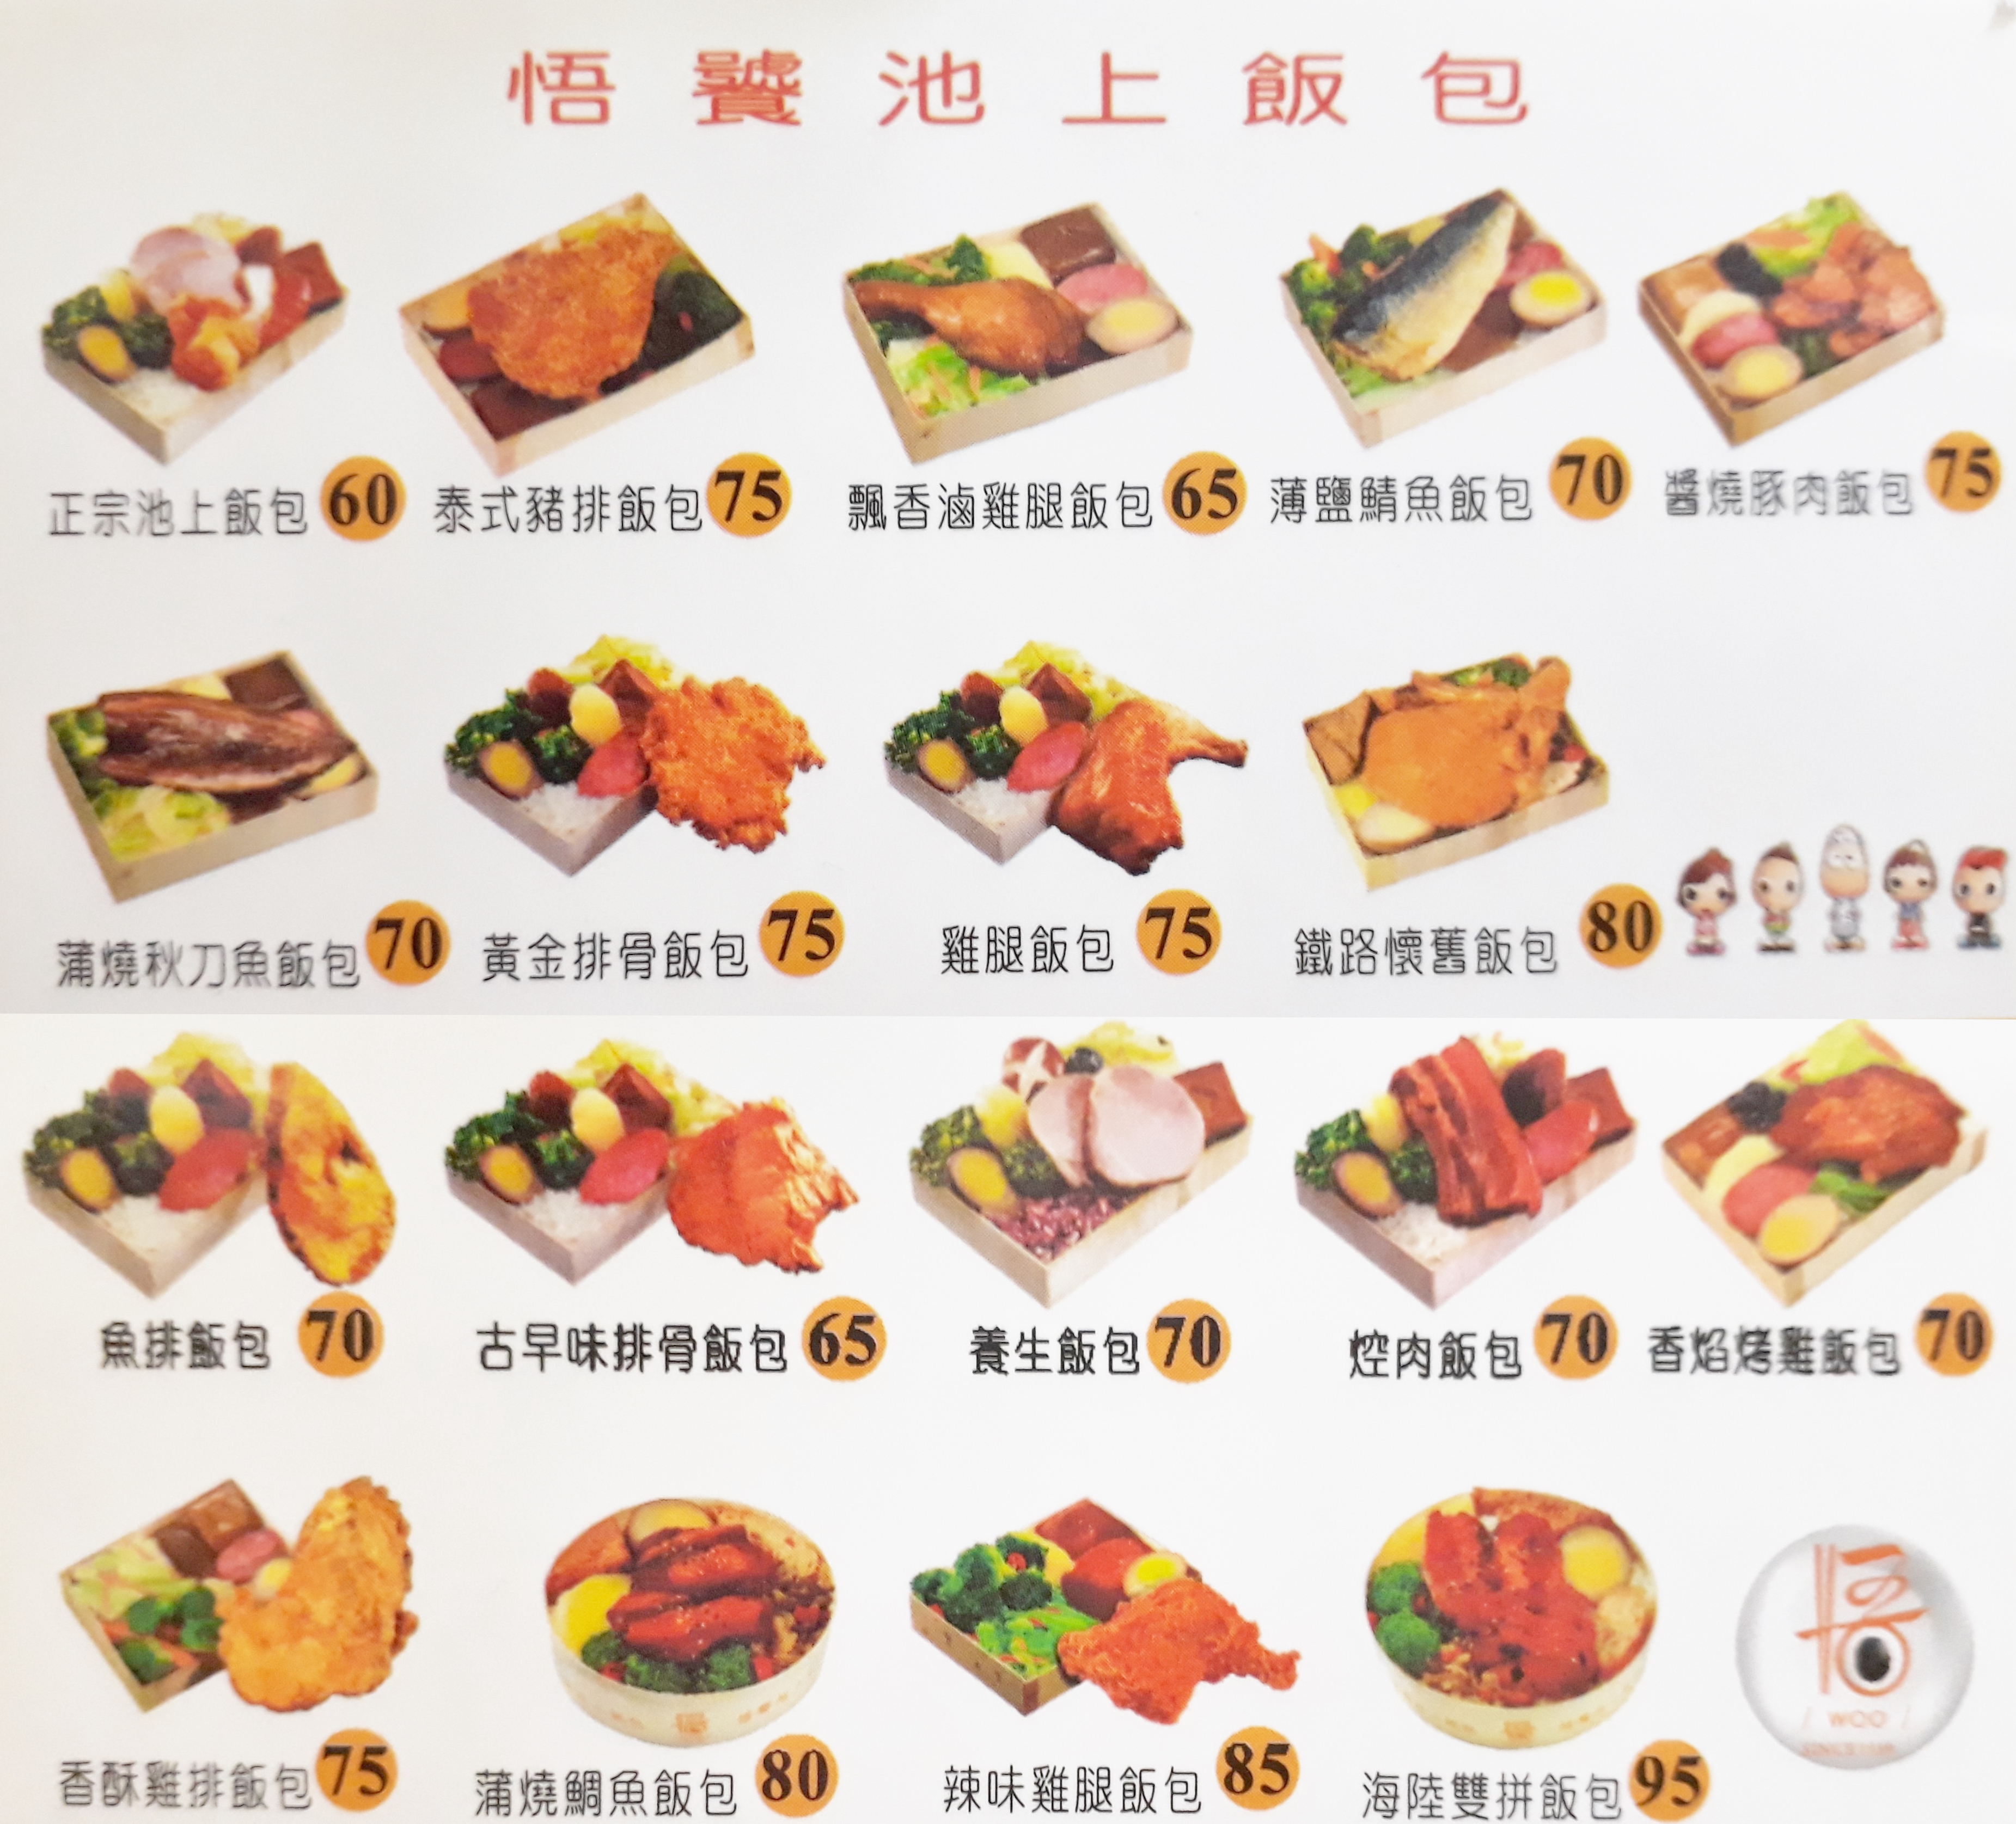 悟饕池上飯包
正宗池上飯包 60 泰式豬排飯包 75 飄香滷雞腿飯包 65 薄鹽鯖魚飯包 70 醬燒豚肉飯包 75
蒲燒秋刀魚飯包 70 黃金排骨飯包 75 雞腿飯包 75 鐵路懷舊飯包 80
魚排飯包 70 古早味排骨飯包 65 養生飯包 70 焢肉飯包 70 香焰烤雞飯包 70
悟
/ WOO /
香酥雞排飯包 75 蒲燒鯛魚飯包 80 辣味雞腿飯包 85 海陸雙拼飯包 95